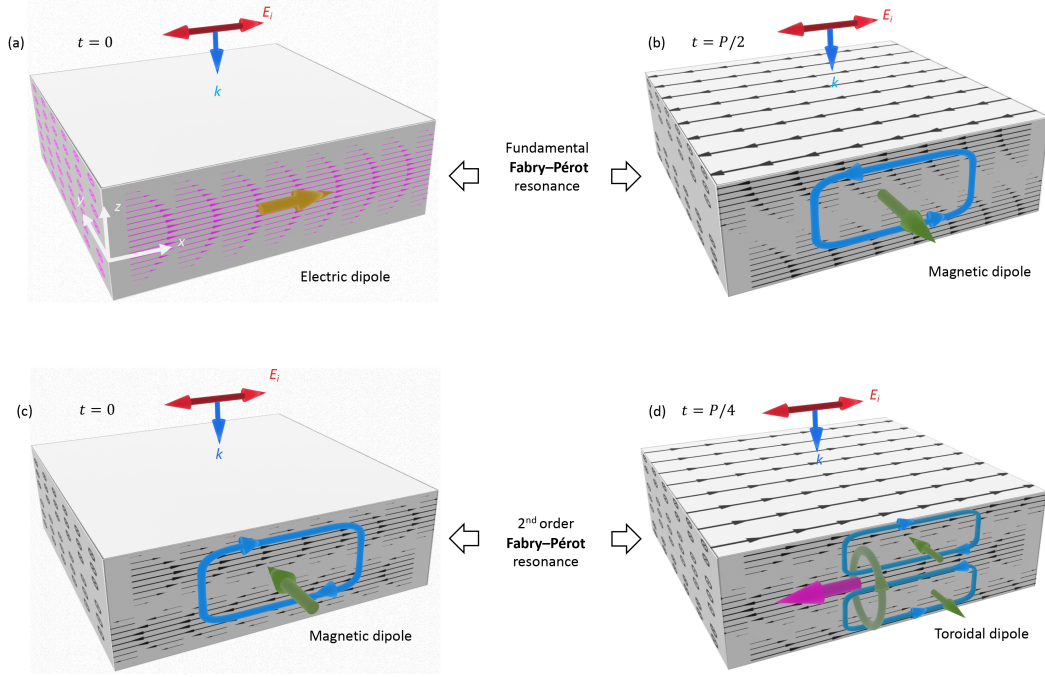 (a)
t = 0
E_i
k
z
y
x
Electric dipole
Fundamental
Fabry–Pérot
resonance
(b)
t = P/2
E_i
k
Magnetic dipole
(c)
t = 0
E_i
k
Magnetic dipole
2nd order
Fabry–Pérot
resonance
(d)
t = P/4
E_i
k
Toroidal dipole